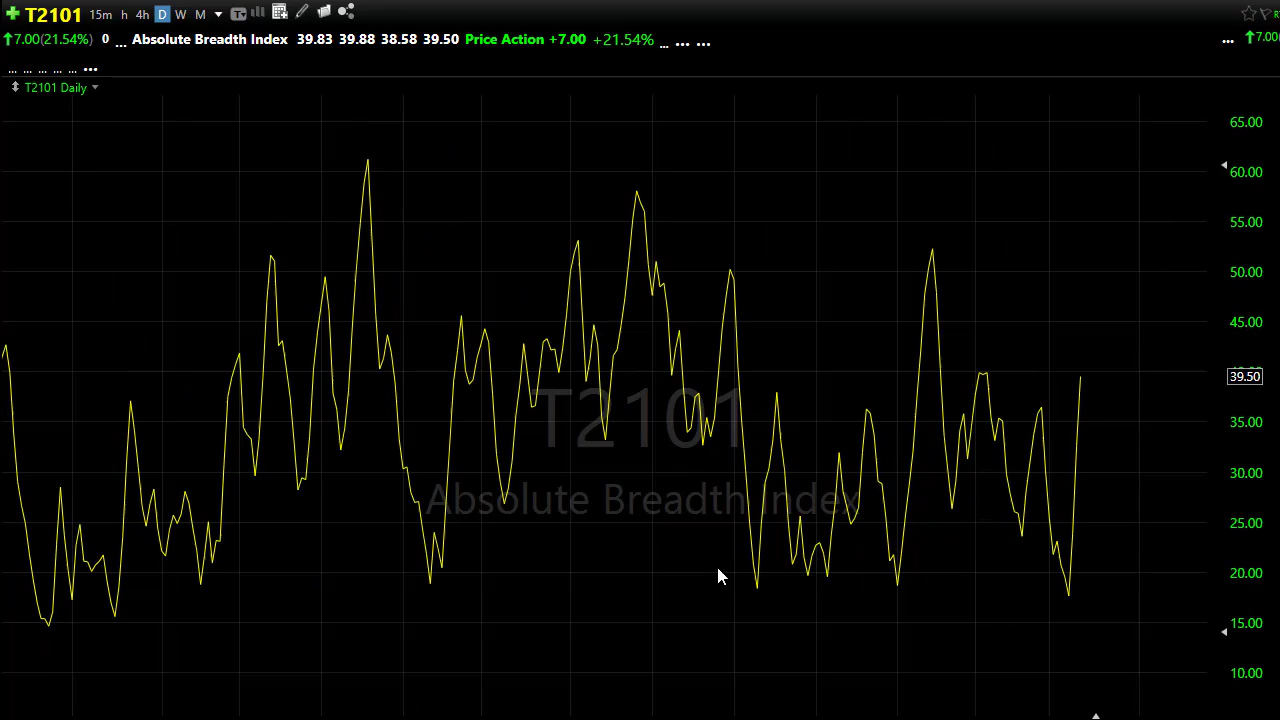 T2101 15m h 4h D W M T
7.00(21.54%) 0 ... Absolute Breadth Index 39.83 39.88 38.58 39.50 Price Action +7.00 +21.54% ... ... ... ... 7.00
... ... ... ... ... ...
T2101 Daily
65.00
60.00
55.00
50.00
45.00
39.50
35.00
30.00
25.00
20.00
15.00
10.00
T2101
Absolute Breadth Index